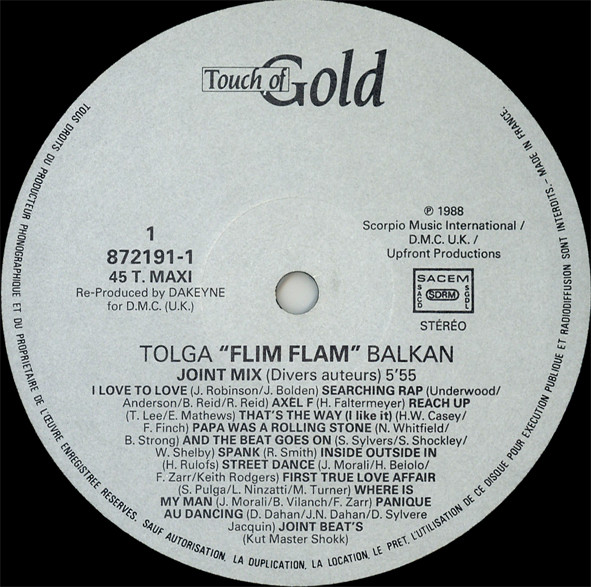 Touch of Gold
1
872191-1
45 T. MAXI
Re-Produced by DAKEYNE
for D.M.C. (U.K.)
℗ 1988
Scorpio Music International /
D.M.C. U.K. /
Upfront Productions
SACEM
SACD
SDRM
SGDL
STÉRÉO
TOLGA "FLIM FLAM" BALKAN
JOINT MIX (Divers auteurs) 5'55
I LOVE TO LOVE (J. Robinson/J. Bolden) SEARCHING RAP (Underwood/
Anderson/B. Reid/R. Reid) AXEL F (H. Faltermeyer) REACH UP
(T. Lee/E. Mathews) THAT'S THE WAY (I like it) (H.W. Casey/
F. Finch) PAPA WAS A ROLLING STONE (N. Whitfield/
B. Strong) AND THE BEAT GOES ON (S. Sylvers/S. Shockley/
W. Shelby) SPANK (R. Smith) INSIDE OUTSIDE IN
(H. Rulofs) STREET DANCE (J. Morali/H. Belolo/
F. Zarr/Keith Rodgers) FIRST TRUE LOVE AFFAIR
(S. Pulga/L. Ninzatti/M. Turner) WHERE IS
MY MAN (J. Morali/B. Vilanch/F. Zarr) PANIQUE
AU DANCING (D. Dahan/J.N. Dahan/D. Sylvere
Jacquin) JOINT BEAT'S
(Kut Master Shokk)
TOUS DROITS DU PRODUCTEUR PHONOGRAPHIQUE ET DU PROPRIETAIRE DE L'ŒUVRE ENREGISTREE RESERVES. SAUF AUTORISATION, LA DUPLICATION, LA LOCATION, LE PRET, L'UTILISATION DE CE DISQUE POUR EXECUTION PUBLIQUE ET RADIODIFFUSION SONT INTERDITS. - MADE IN FRANCE.